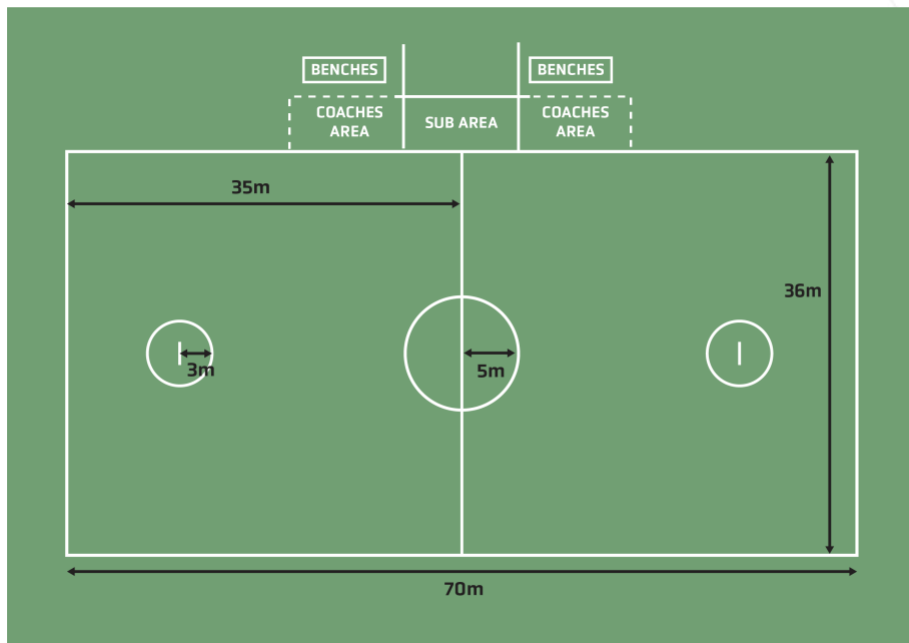 BENCHES
BENCHES
COACHES
AREA
SUB AREA
COACHES
AREA
35m
36m
3m
5m
70m